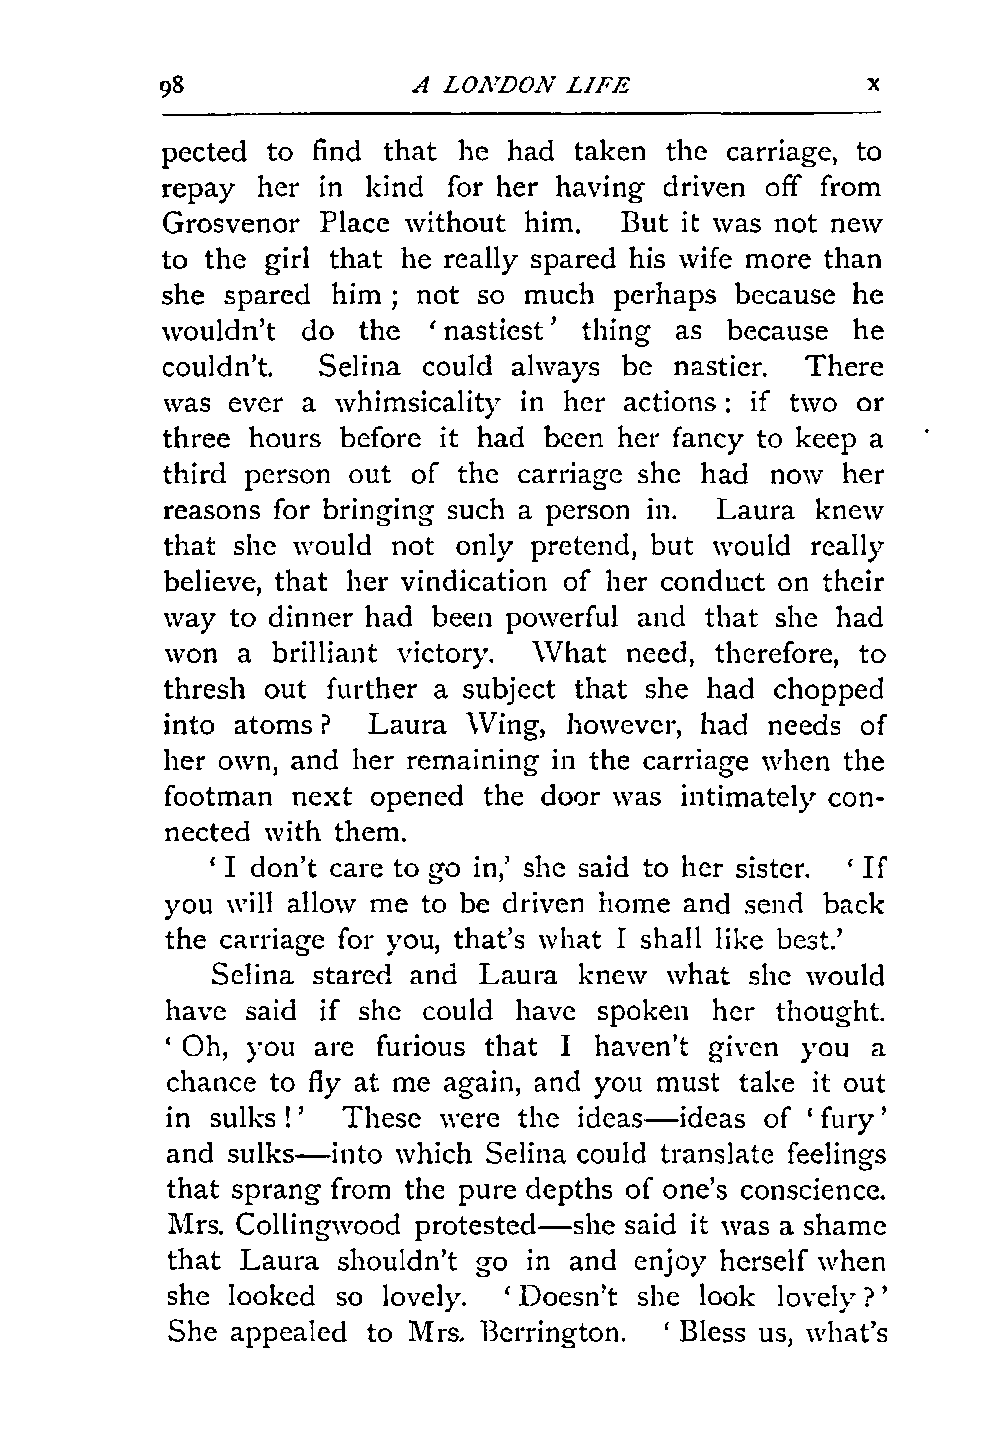 98 A LONDON LIFE x
pected to find that he had taken the carriage, to
repay her in kind for her having driven off from
Grosvenor Place without him. But it was not new
to the girl that he really spared his wife more than
she spared him ; not so much perhaps because he
wouldn't do the ‘ nastiest ’ thing as because he
couldn't. Selina could always be nastier. There
was ever a whimsicality in her actions : if two or
three hours before it had been her fancy to keep a
third person out of the carriage she had now her
reasons for bringing such a person in. Laura knew
that she would not only pretend, but would really
believe, that her vindication of her conduct on their
way to dinner had been powerful and that she had
won a brilliant victory. What need, therefore, to
thresh out further a subject that she had chopped
into atoms ? Laura Wing, however, had needs of
her own, and her remaining in the carriage when the
footman next opened the door was intimately con-
nected with them.
‘ I don't care to go in,’ she said to her sister. ‘ If
you will allow me to be driven home and send back
the carriage for you, that's what I shall like best.’
Selina stared and Laura knew what she would
have said if she could have spoken her thought.
‘ Oh, you are furious that I haven't given you a
chance to fly at me again, and you must take it out
in sulks ! ’ These were the ideas—ideas of ‘ fury ’
and sulks—into which Selina could translate feelings
that sprang from the pure depths of one's conscience.
Mrs. Collingwood protested—she said it was a shame
that Laura shouldn't go in and enjoy herself when
she looked so lovely. ‘ Doesn't she look lovely ? ’
She appealed to Mrs. Berrington. ‘ Bless us, what's